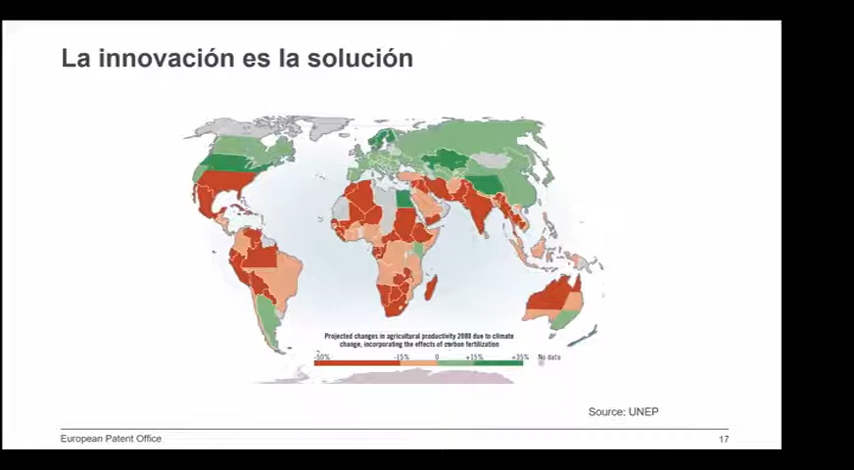 La innovación es la solución
Projected changes in agricultural productivity 2080 due to climate
change, incorporating the effects of carbon fertilization
-50% -15% 0 +15% +35% No data
Source: UNEP
European Patent Office 17